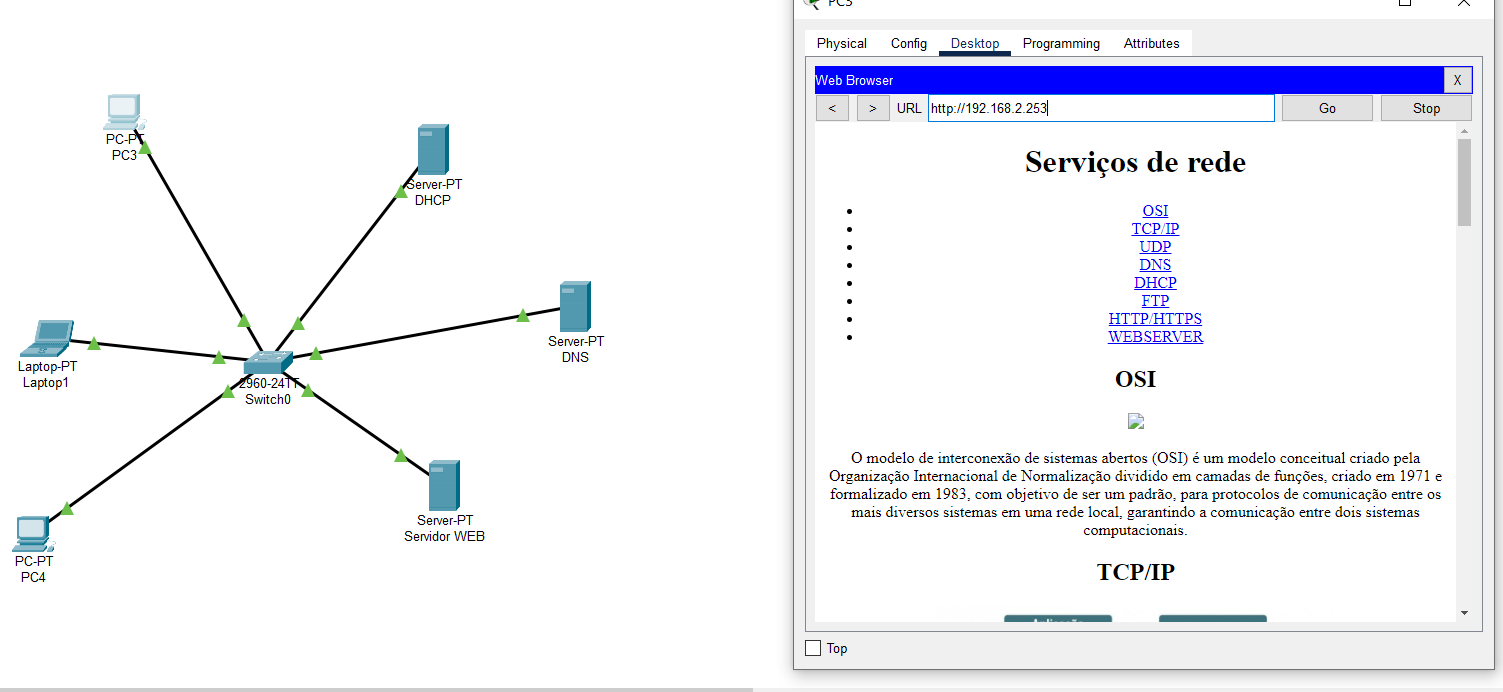 PC-PT
PC3
Server-PT
DHCP
Server-PT
DNS
Laptop-PT
Laptop1
2960-24TT
Switch0
Server-PT
Servidor WEB
PC-PT
PC4
PC3
Physical Config Desktop Programming Attributes
Web Browser X
< > URL http://192.168.2.253 Go Stop
Serviços de rede
OSI
TCP/IP
UDP
DNS
DHCP
FTP
HTTP/HTTPS
WEBSERVER
OSI
O modelo de interconexão de sistemas abertos (OSI) é um modelo conceitual criado pela
Organização Internacional de Normalização dividido em camadas de funções, criado em 1971 e
formalizado em 1983, com objetivo de ser um padrão, para protocolos de comunicação entre os
mais diversos sistemas em uma rede local, garantindo a comunicação entre dois sistemas
computacionais.
TCP/IP
Top